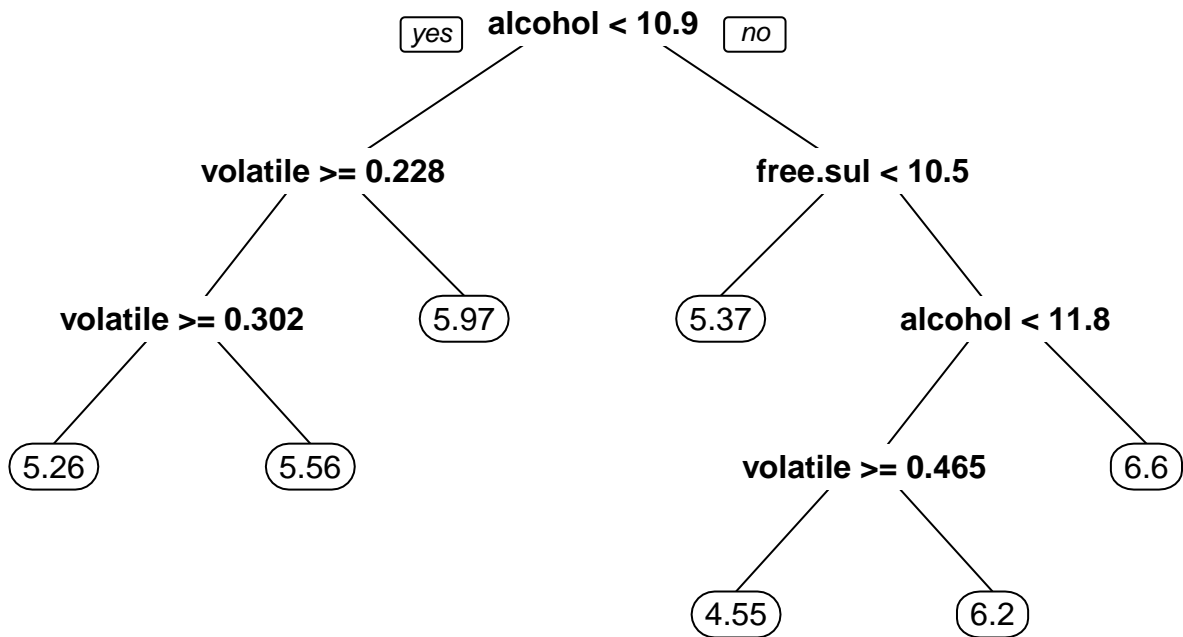 alcohol < 10.9
yes
no
volatile >= 0.228
free.sul < 10.5
volatile >= 0.302
5.97
5.37
alcohol < 11.8
5.26
5.56
volatile >= 0.465
6.6
4.55
6.2